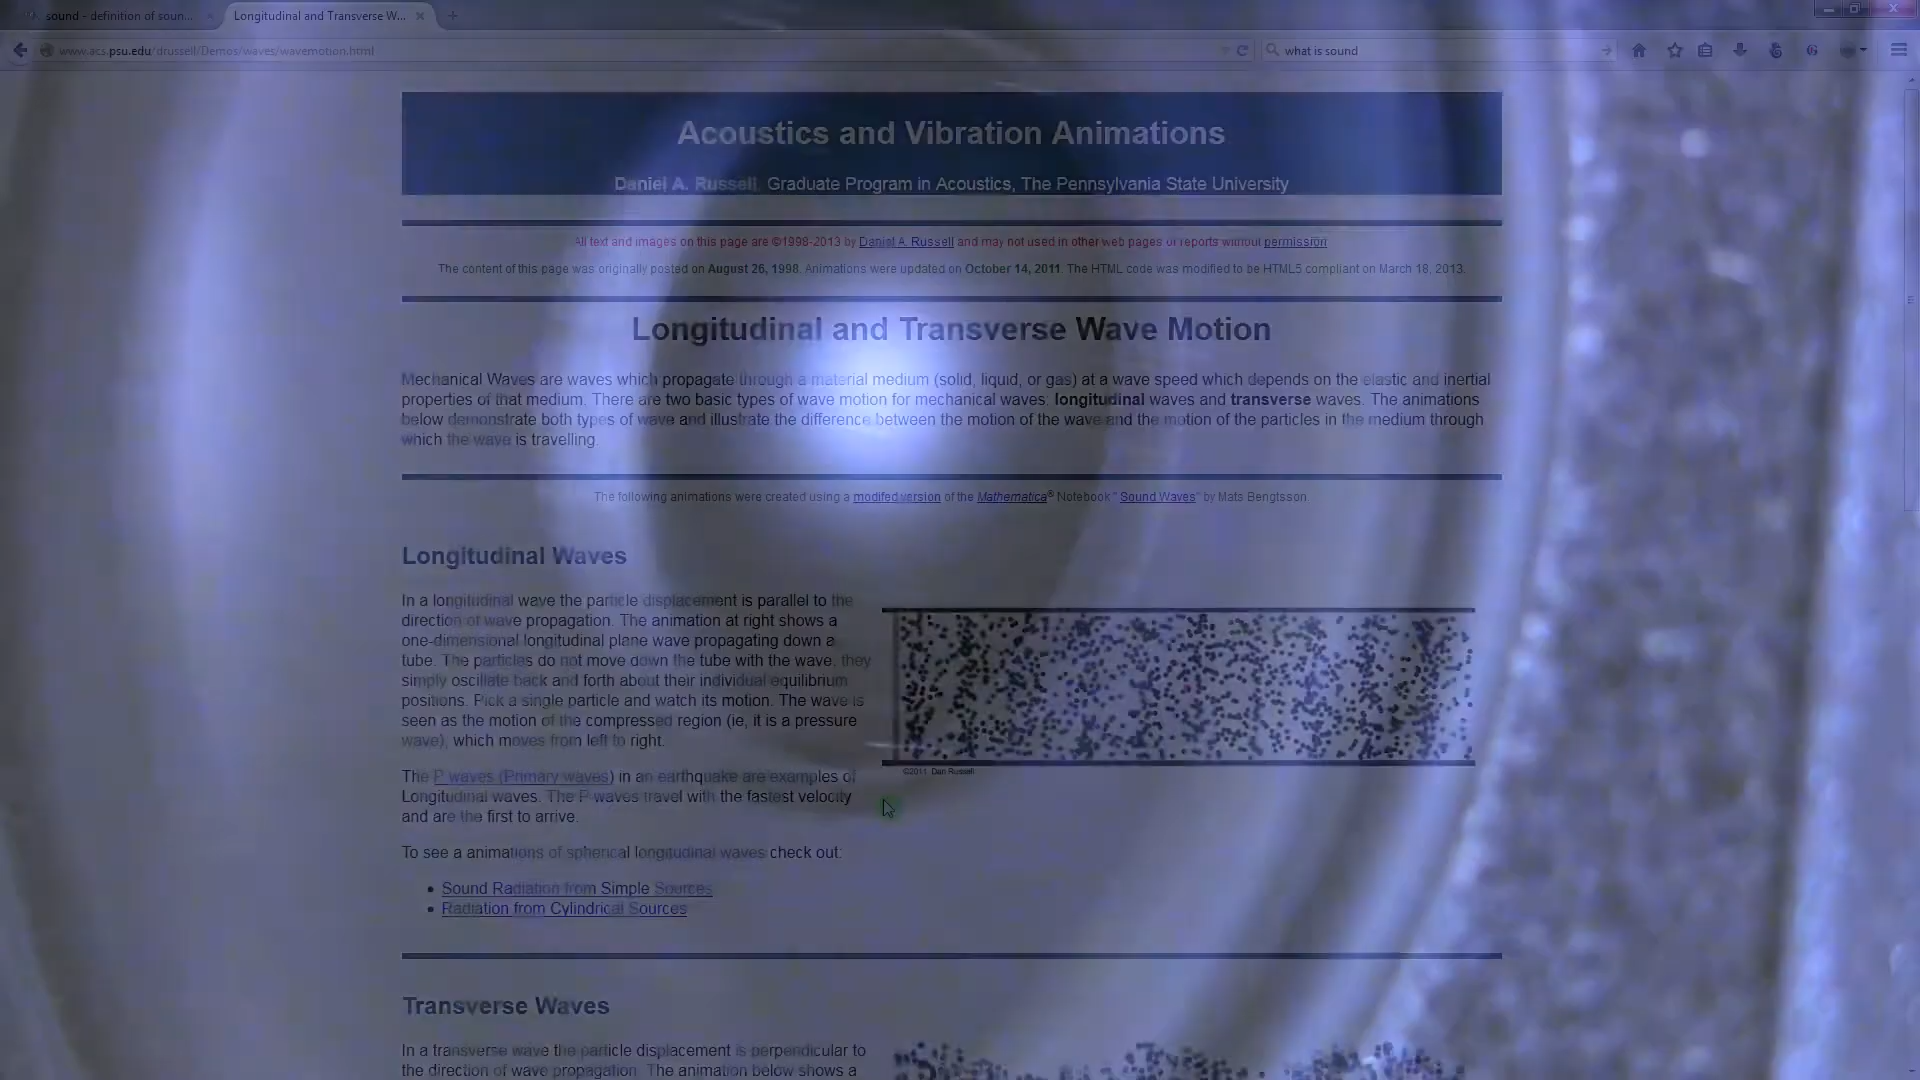 sound - definition of soun...
Longitudinal and Transverse W...
www.acs.psu.edu/drussell/Demos/waves/wavemotion.html
what is sound
Acoustics and Vibration Animations
Daniel A. Russell, Graduate Program in Acoustics, The Pennsylvania State University
All text and images on this page are ©1998-2013 by Daniel A. Russell and may not used in other web pages or reports without permission
The content of this page was originally posted on August 26, 1998. Animations were updated on October 14, 2011. The HTML code was modified to be HTML5 compliant on March 18, 2013.
Longitudinal and Transverse Wave Motion
Mechanical Waves are waves which propagate through a material medium (solid, liquid, or gas) at a wave speed which depends on the elastic and inertial
properties of that medium. There are two basic types of wave motion for mechanical waves: longitudinal waves and transverse waves. The animations
below demonstrate both types of wave and illustrate the difference between the motion of the wave and the motion of the particles in the medium through
which the wave is travelling.
The following animations were created using a modifed version of the Mathematica® Notebook " Sound Waves" by Mats Bengtsson.
Longitudinal Waves
In a longitudinal wave the particle displacement is parallel to the
direction of wave propagation. The animation at right shows a
one-dimensional longitudinal plane wave propagating down a
tube. The particles do not move down the tube with the wave; they
simply oscillate back and forth about their individual equilibrium
positions. Pick a single particle and watch its motion. The wave is
seen as the motion of the compressed region (ie, it is a pressure
wave), which moves from left to right.
©2011 Dan Russell
The P waves (Primary waves) in an earthquake are examples of
Longitudinal waves. The P waves travel with the fastest velocity
and are the first to arrive.
To see a animations of spherical longitudinal waves check out:
Sound Radiation from Simple Sources
Radiation from Cylindrical Sources
Transverse Waves
In a transverse wave the particle displacement is perpendicular to
the direction of wave propagation. The animation below shows a